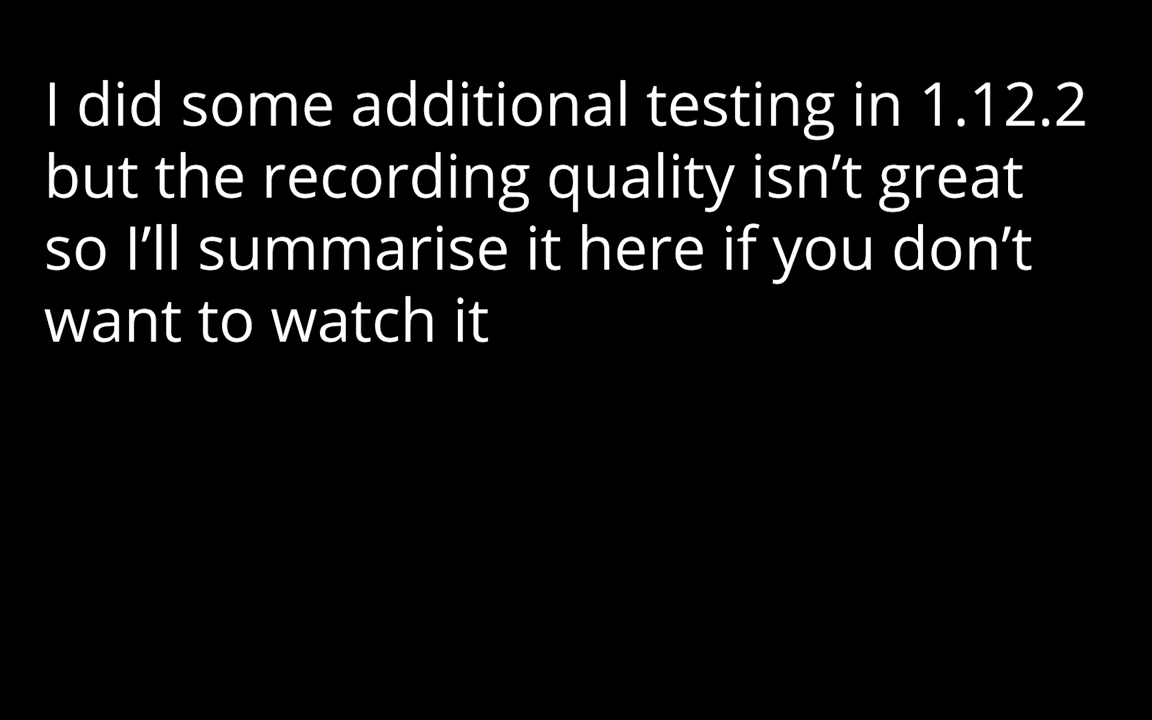 I did some additional testing in 1.12.2
but the recording quality isn’t great
so I’ll summarise it here if you don’t
want to watch it